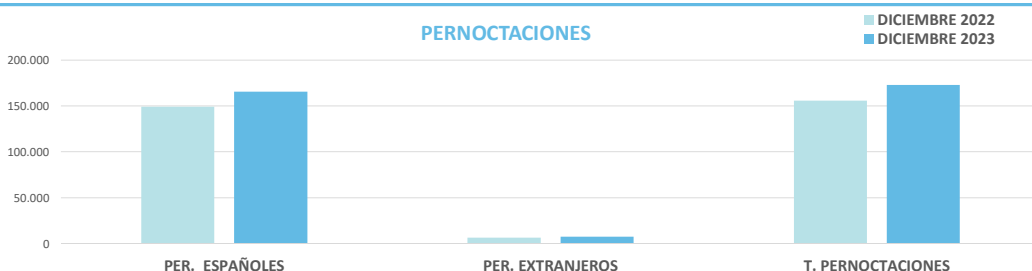 PERNOCTACIONES
DICIEMBRE 2022
DICIEMBRE 2023
200.000
150.000
100.000
50.000
0
PER. ESPAÑOLES
PER. EXTRANJEROS
T. PERNOCTACIONES